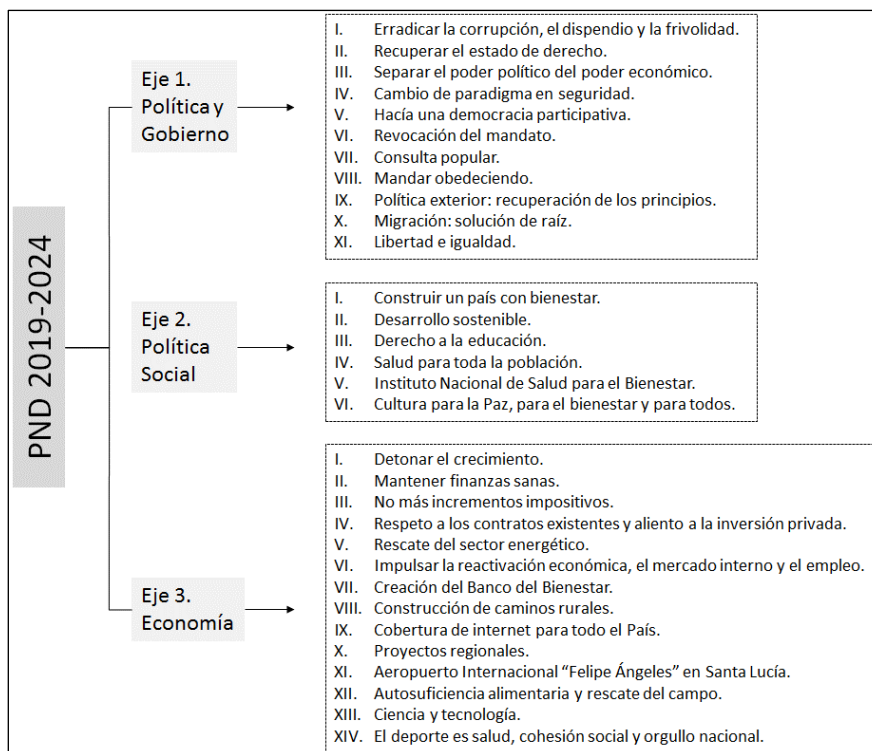 PND 2019-2024
Eje 1.
Política y
Gobierno
I. Erradicar la corrupción, el dispendio y la frivolidad.
II. Recuperar el estado de derecho.
III. Separar el poder político del poder económico.
IV. Cambio de paradigma en seguridad.
V. Hacía una democracia participativa.
VI. Revocación del mandato.
VII. Consulta popular.
VIII. Mandar obedeciendo.
IX. Política exterior: recuperación de los principios.
X. Migración: solución de raíz.
XI. Libertad e igualdad.
Eje 2.
Política
Social
I. Construir un país con bienestar.
II. Desarrollo sostenible.
III. Derecho a la educación.
IV. Salud para toda la población.
V. Instituto Nacional de Salud para el Bienestar.
VI. Cultura para la Paz, para el bienestar y para todos.
Eje 3.
Economía
I. Detonar el crecimiento.
II. Mantener finanzas sanas.
III. No más incrementos impositivos.
IV. Respeto a los contratos existentes y aliento a la inversión privada.
V. Rescate del sector energético.
VI. Impulsar la reactivación económica, el mercado interno y el empleo.
VII. Creación del Banco del Bienestar.
VIII. Construcción de caminos rurales.
IX. Cobertura de internet para todo el País.
X. Proyectos regionales.
XI. Aeropuerto Internacional “Felipe Ángeles” en Santa Lucía.
XII. Autosuficiencia alimentaria y rescate del campo.
XIII. Ciencia y tecnología.
XIV. El deporte es salud, cohesión social y orgullo nacional.